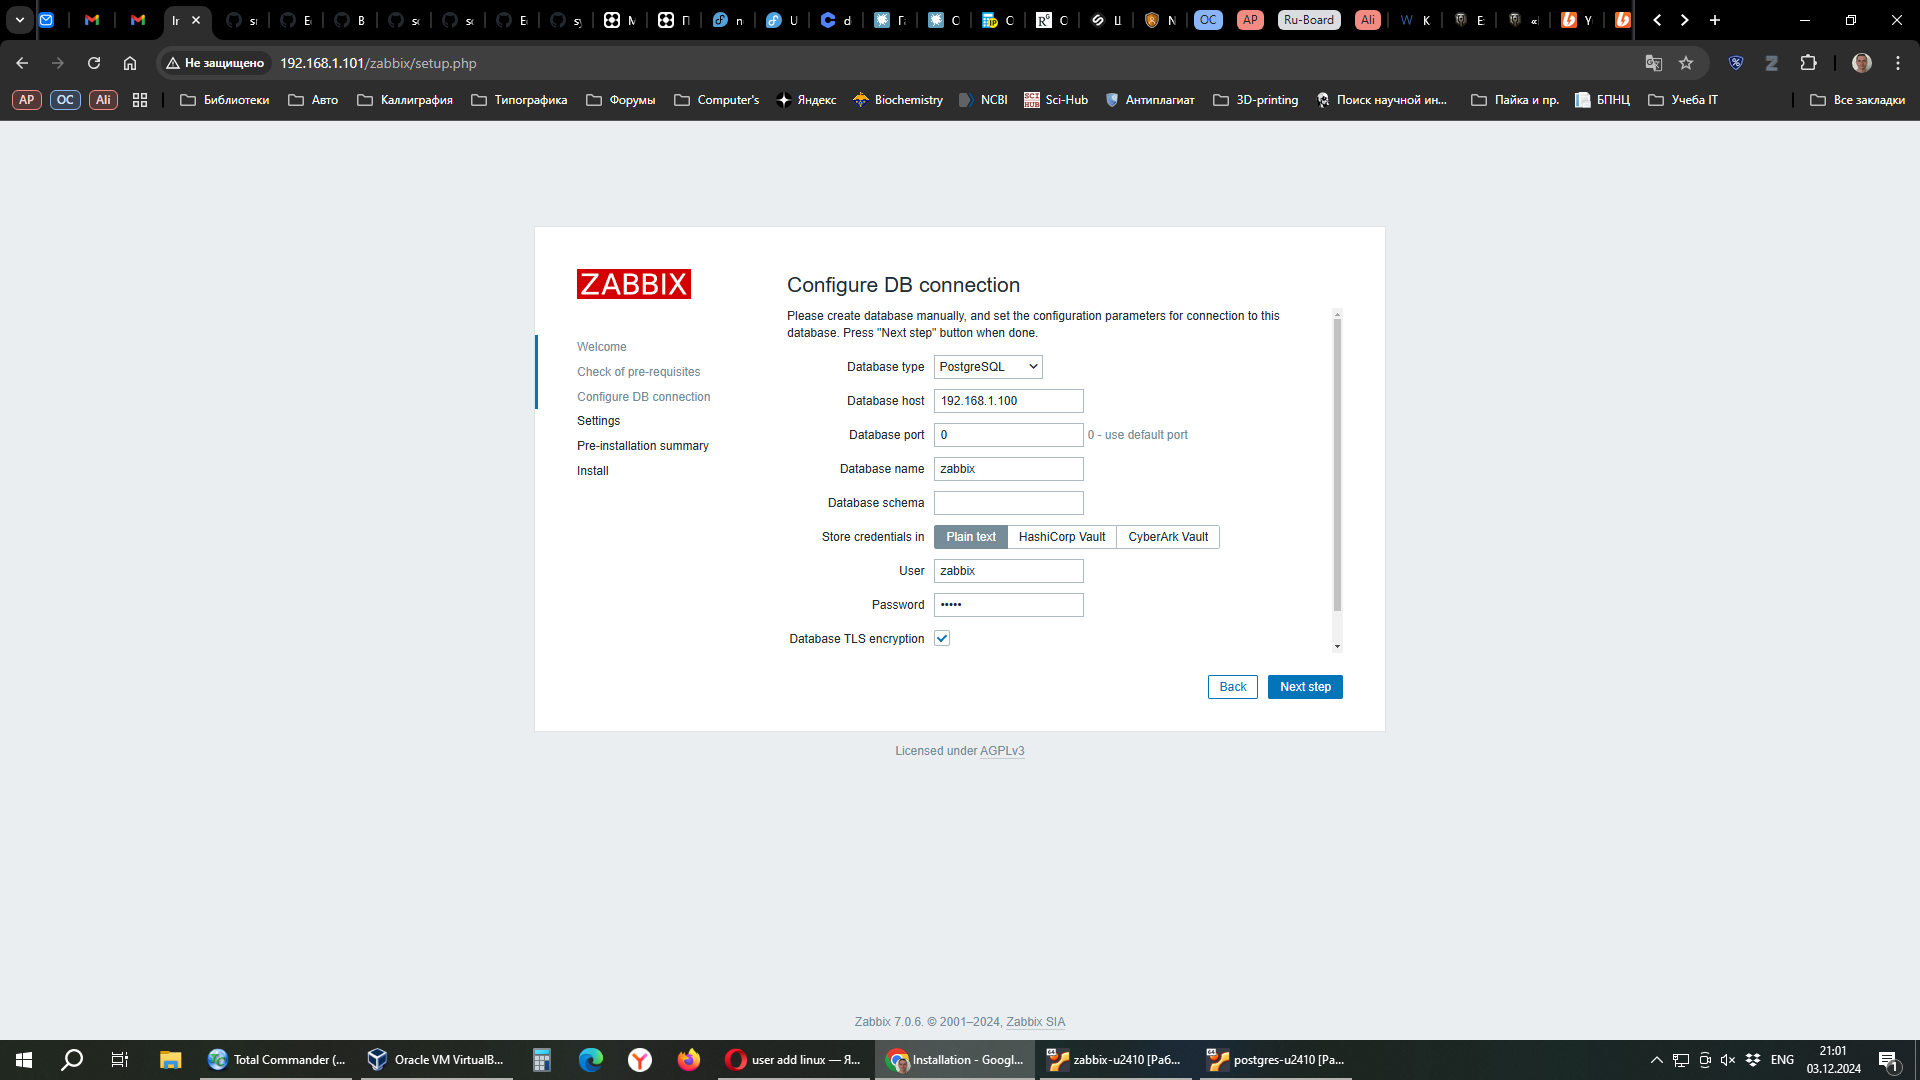 OC
AP
Ru-Board
Ali
Не защищено
192.168.1.101/zabbix/setup.php
AP
OC
Ali
Библиотеки
Авто
Каллиграфия
Типографика
Форумы
Computer's
Яндекс
Biochemistry
NCBI
Sci-Hub
Антиплагиат
3D-printing
Поиск научной ин...
Пайка и пр.
БПНЦ
Учеба IT
Все закладки
ZABBIX
Welcome
Check of pre-requisites
Configure DB connection
Settings
Pre-installation summary
Install
Configure DB connection
Please create database manually, and set the configuration parameters for connection to this
database. Press "Next step" button when done.
Database type PostgreSQL
Database host 192.168.1.100
Database port 0 0 - use default port
Database name zabbix
Database schema
Store credentials in Plain text HashiCorp Vault CyberArk Vault
User zabbix
Password •••••
Database TLS encryption
Back Next step
Licensed under AGPLv3
Zabbix 7.0.6. © 2001–2024, Zabbix SIA
Total Commander (...
Oracle VM VirtualB...
user add linux — Я...
Installation - Googl...
zabbix-u2410 [Раб...
postgres-u2410 [Ра...
ENG
21:01
03.12.2024